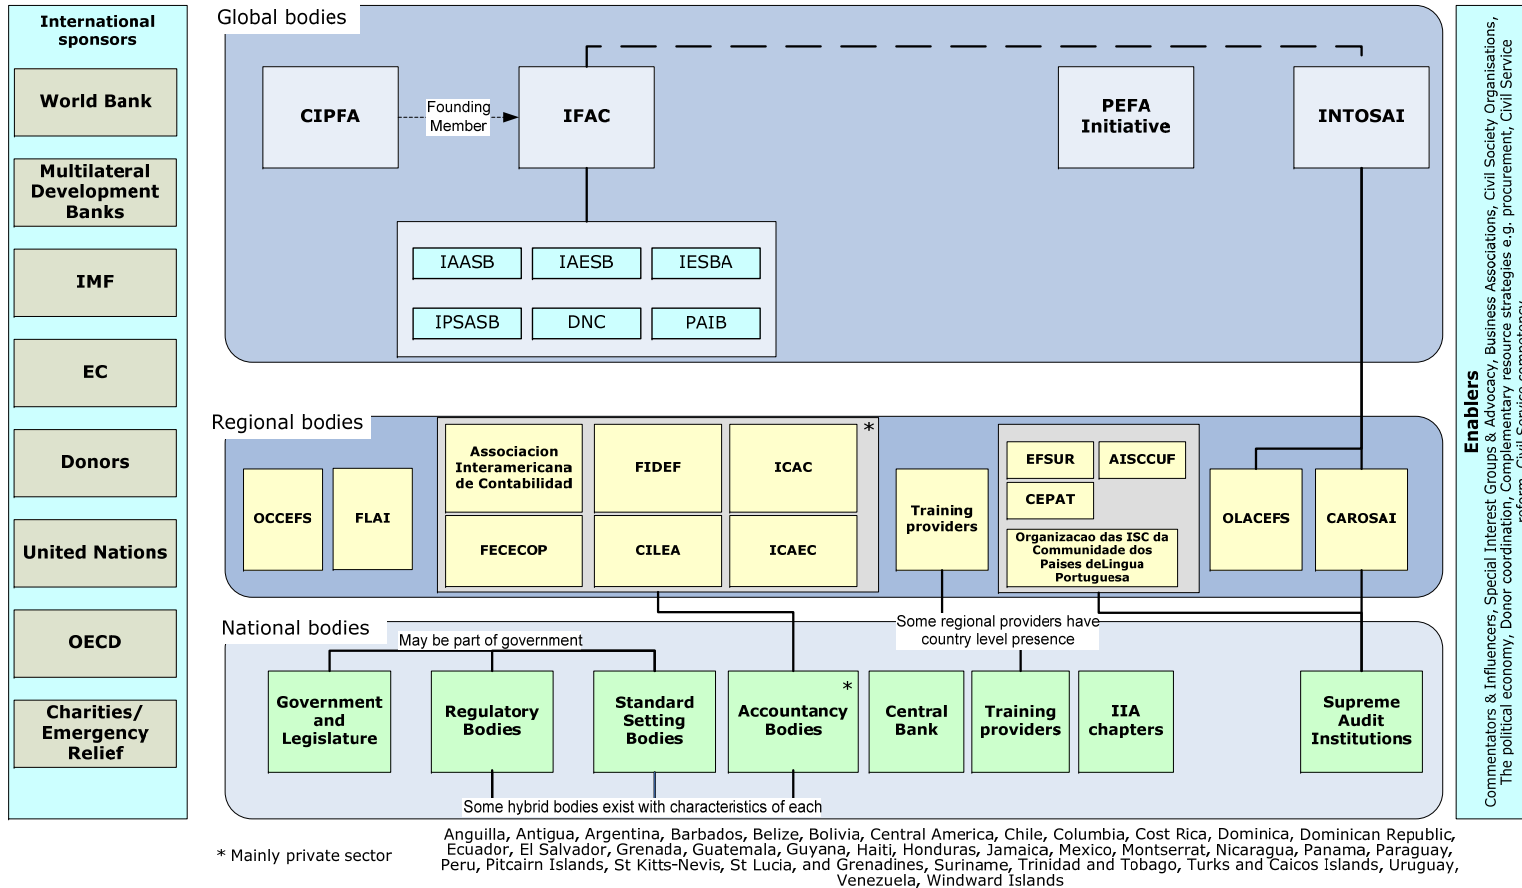 International
sponsors
World Bank
Multilateral
Development
Banks
IMF
EC
Donors
United Nations
OECD
Charities/
Emergency
Relief
Global bodies
CIPFA
Founding
Member
IFAC
PEFA
Initiative
INTOSAI
IAASB
IAESB
IESBA
IPSASB
DNC
PAIB
Regional bodies
OCCEFS
FLAI
*
Associacion
Interamericana
de Contabilidad
FIDEF
ICAC
FECECOP
CILEA
ICAEC
Training
providers
EFSUR
AISCCUF
CEPAT
Organizacao das ISC da
Communidade dos
Paises deLingua
Portuguesa
OLACEFS
CAROSAI
Some regional providers have
country level presence
National bodies
May be part of government
Government
and
Legislature
Regulatory
Bodies
Standard
Setting
Bodies
*
Accountancy
Bodies
Central
Bank
Training
providers
IIA
chapters
Supreme
Audit
Institutions
Some hybrid bodies exist with characteristics of each
* Mainly private sector
Anguilla, Antigua, Argentina, Barbados, Belize, Bolivia, Central America, Chile, Columbia, Cost Rica, Dominica, Dominican Republic,
Ecuador, El Salvador, Grenada, Guatemala, Guyana, Haiti, Honduras, Jamaica, Mexico, Montserrat, Nicaragua, Panama, Paraguay,
Peru, Pitcairn Islands, St Kitts-Nevis, St Lucia, and Grenadines, Suriname, Trinidad and Tobago, Turks and Caicos Islands, Uruguay,
Venezuela, Windward Islands
Enablers
Commentators & Influencers, Special Interest Groups & Advocacy, Business Associations, Civil Society Organisations,
The political economy, Donor coordination, Complementary resource strategies e.g. procurement, Civil Service
reform, Civil Service competency